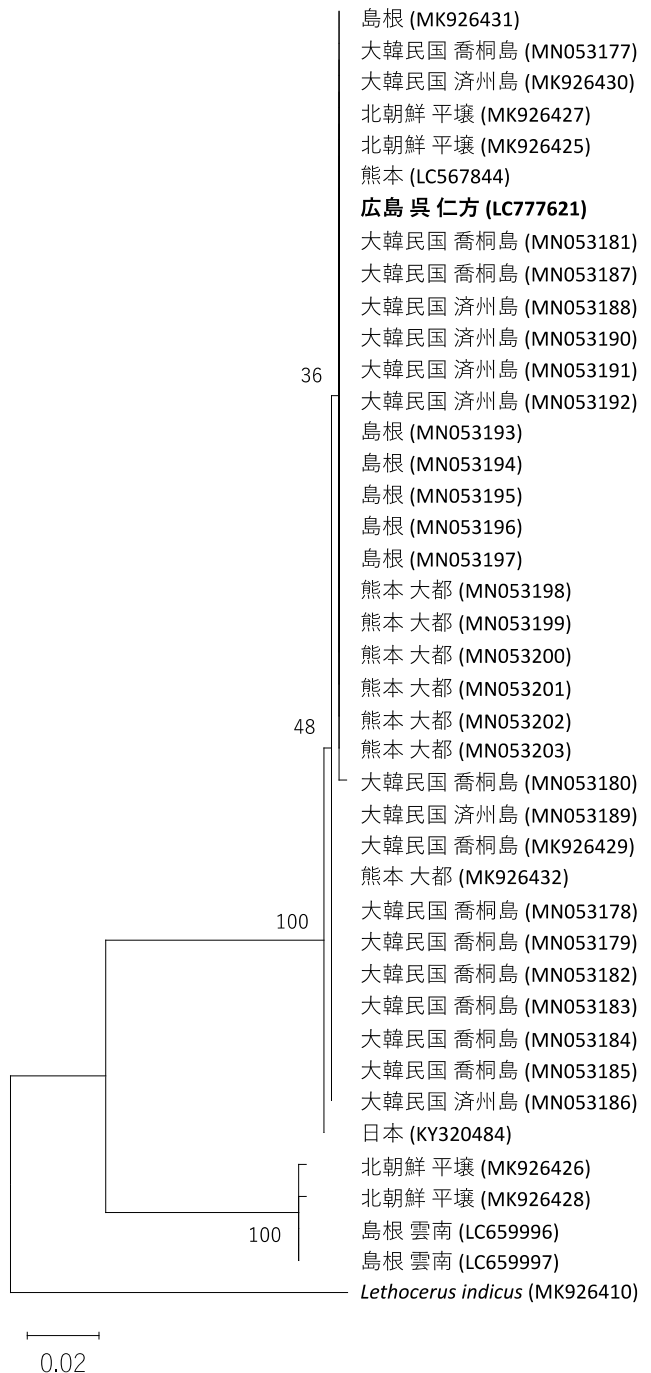 島根 (MK926431)
大韓民国 喬桐島 (MN053177)
大韓民国 済州島 (MK926430)
北朝鮮 平壌 (MK926427)
北朝鮮 平壌 (MK926425)
熊本 (LC567844)
広島 呉 仁方 (LC777621)
大韓民国 喬桐島 (MN053181)
大韓民国 喬桐島 (MN053187)
大韓民国 済州島 (MN053188)
大韓民国 済州島 (MN053190)
大韓民国 済州島 (MN053191)
36
大韓民国 済州島 (MN053192)
島根 (MN053193)
島根 (MN053194)
島根 (MN053195)
島根 (MN053196)
島根 (MN053197)
熊本 大都 (MN053198)
熊本 大都 (MN053199)
熊本 大都 (MN053200)
熊本 大都 (MN053201)
48
熊本 大都 (MN053202)
熊本 大都 (MN053203)
大韓民国 喬桐島 (MN053180)
大韓民国 済州島 (MN053189)
大韓民国 喬桐島 (MK926429)
熊本 大都 (MK926432)
大韓民国 喬桐島 (MN053178)
100
大韓民国 喬桐島 (MN053179)
大韓民国 喬桐島 (MN053182)
大韓民国 喬桐島 (MN053183)
大韓民国 喬桐島 (MN053184)
大韓民国 喬桐島 (MN053185)
大韓民国 済州島 (MN053186)
日本 (KY320484)
北朝鮮 平壌 (MK926426)
北朝鮮 平壌 (MK926428)
島根 雲南 (LC659996)
100
島根 雲南 (LC659997)
Lethocerus indicus (MK926410)
0.02